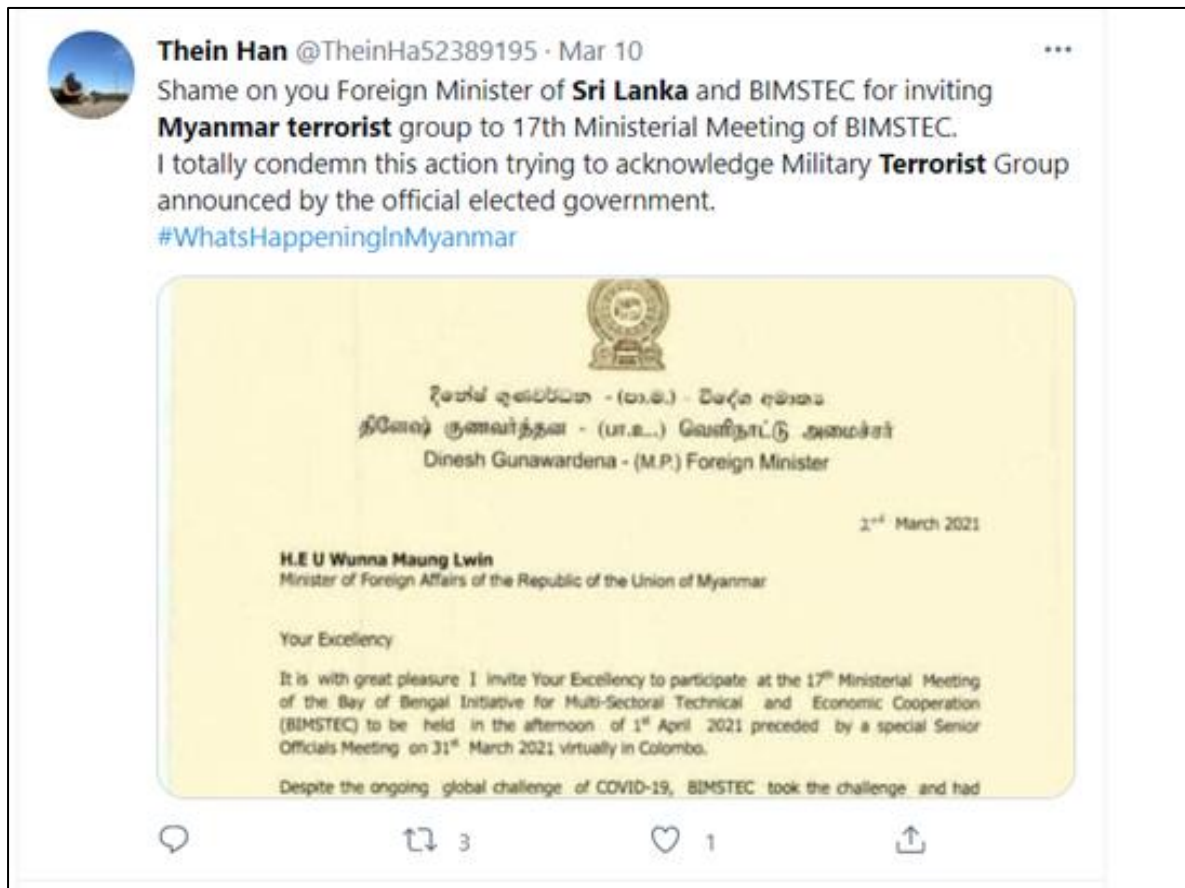 Thein Han @TheinHa52389195 · Mar 10
Shame on you Foreign Minister of Sri Lanka and BIMSTEC for inviting
Myanmar terrorist group to 17th Ministerial Meeting of BIMSTEC.
I totally condemn this action trying to acknowledge Military Terrorist Group
announced by the official elected government.
#WhatsHappeningInMyanmar
දිනේෂ් ගුණවර්ධන - (පා.ම.) - විදේශ අමාත්‍ය
தினேஷ் குணவர்த்தன - (பா.உ..) வெளிநாட்டு அமைச்சர்
Dinesh Gunawardena - (M.P.) Foreign Minister
March 2021
H.E U Wunna Maung Lwin
Minister of Foreign Affairs of the Republic of the Union of Myanmar
Your Excellency
It is with great pleasure I invite Your Excellency to participate at the 17th Ministerial Meeting
of the Bay of Bengal Initiative for Multi-Sectoral Technical and Economic Cooperation
(BIMSTEC) to be held in the afternoon of 1st April 2021 preceded by a special Senior
Officials Meeting on 31st March 2021 virtually in Colombo.
Despite the ongoing global challenge of COVID-19, BIMSTEC took the challenge and had
3
1